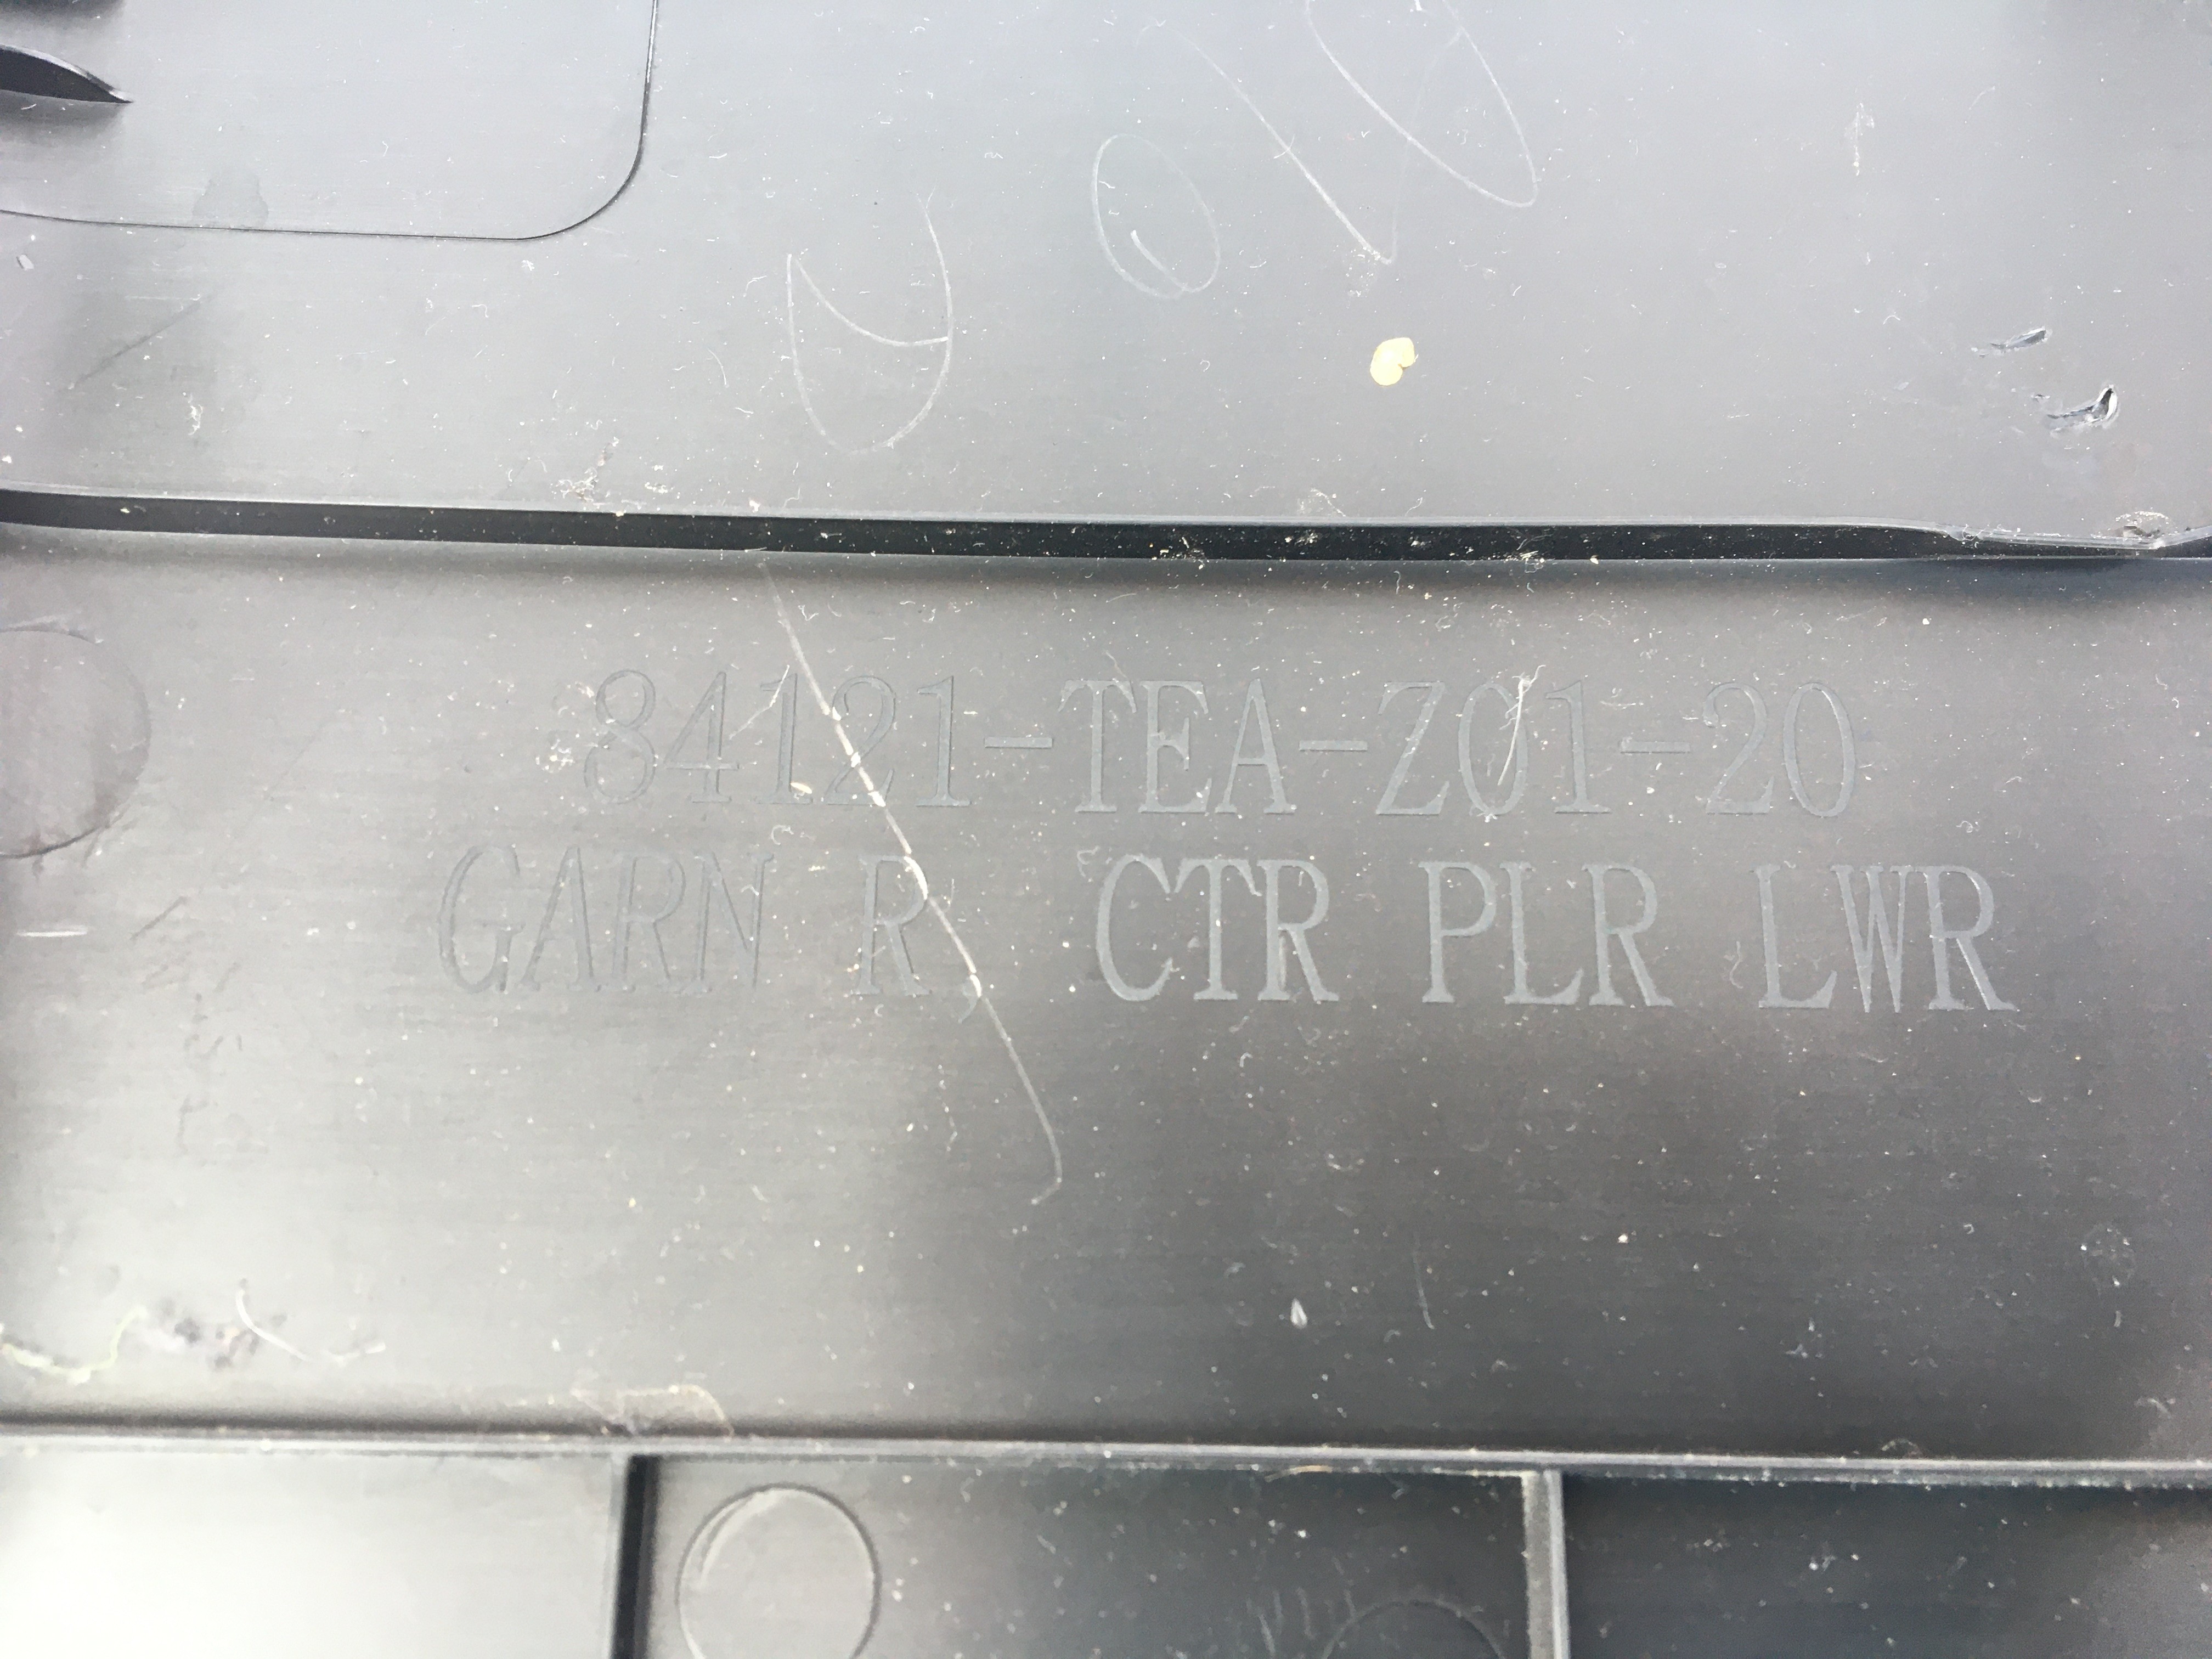 84121-TEA-Z01-20
GARN R, CTR PLR LWR